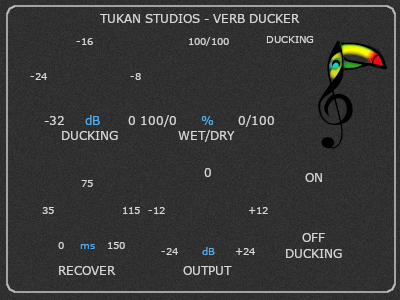 TUKAN STUDIOS - VERB DUCKER
-16 100/100 DUCKING
-24 -8
-32 dB 0 100/0 % 0/100
DUCKING WET/DRY
0 ON
75
35 115 -12 +12
OFF
0 ms 150 -24 dB +24 DUCKING
RECOVER OUTPUT